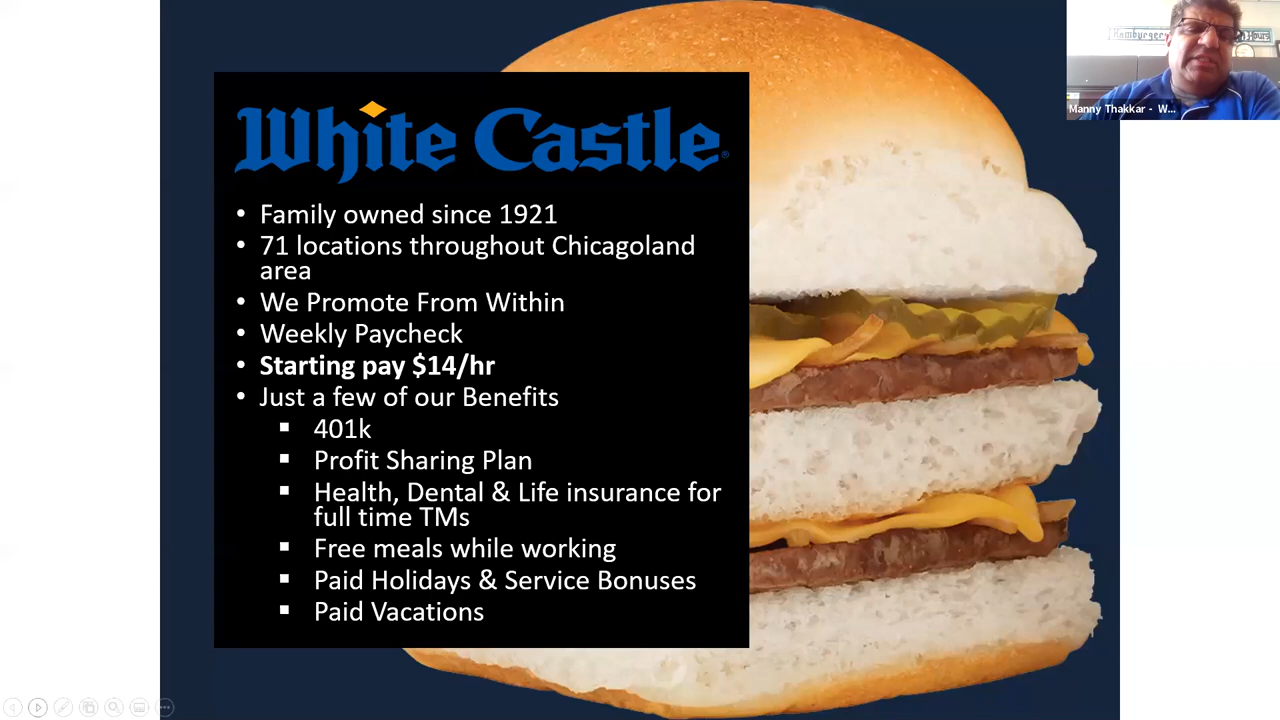 White Castle®
• Family owned since 1921
• 71 locations throughout Chicagoland
area
• We Promote From Within
• Weekly Paycheck
• Starting pay $14/hr
• Just a few of our Benefits
▪ 401k
▪ Profit Sharing Plan
▪ Health, Dental & Life insurance for
full time TMs
▪ Free meals while working
▪ Paid Holidays & Service Bonuses
▪ Paid Vacations
Hamburgers
Hours
Manny Thakkar - W...